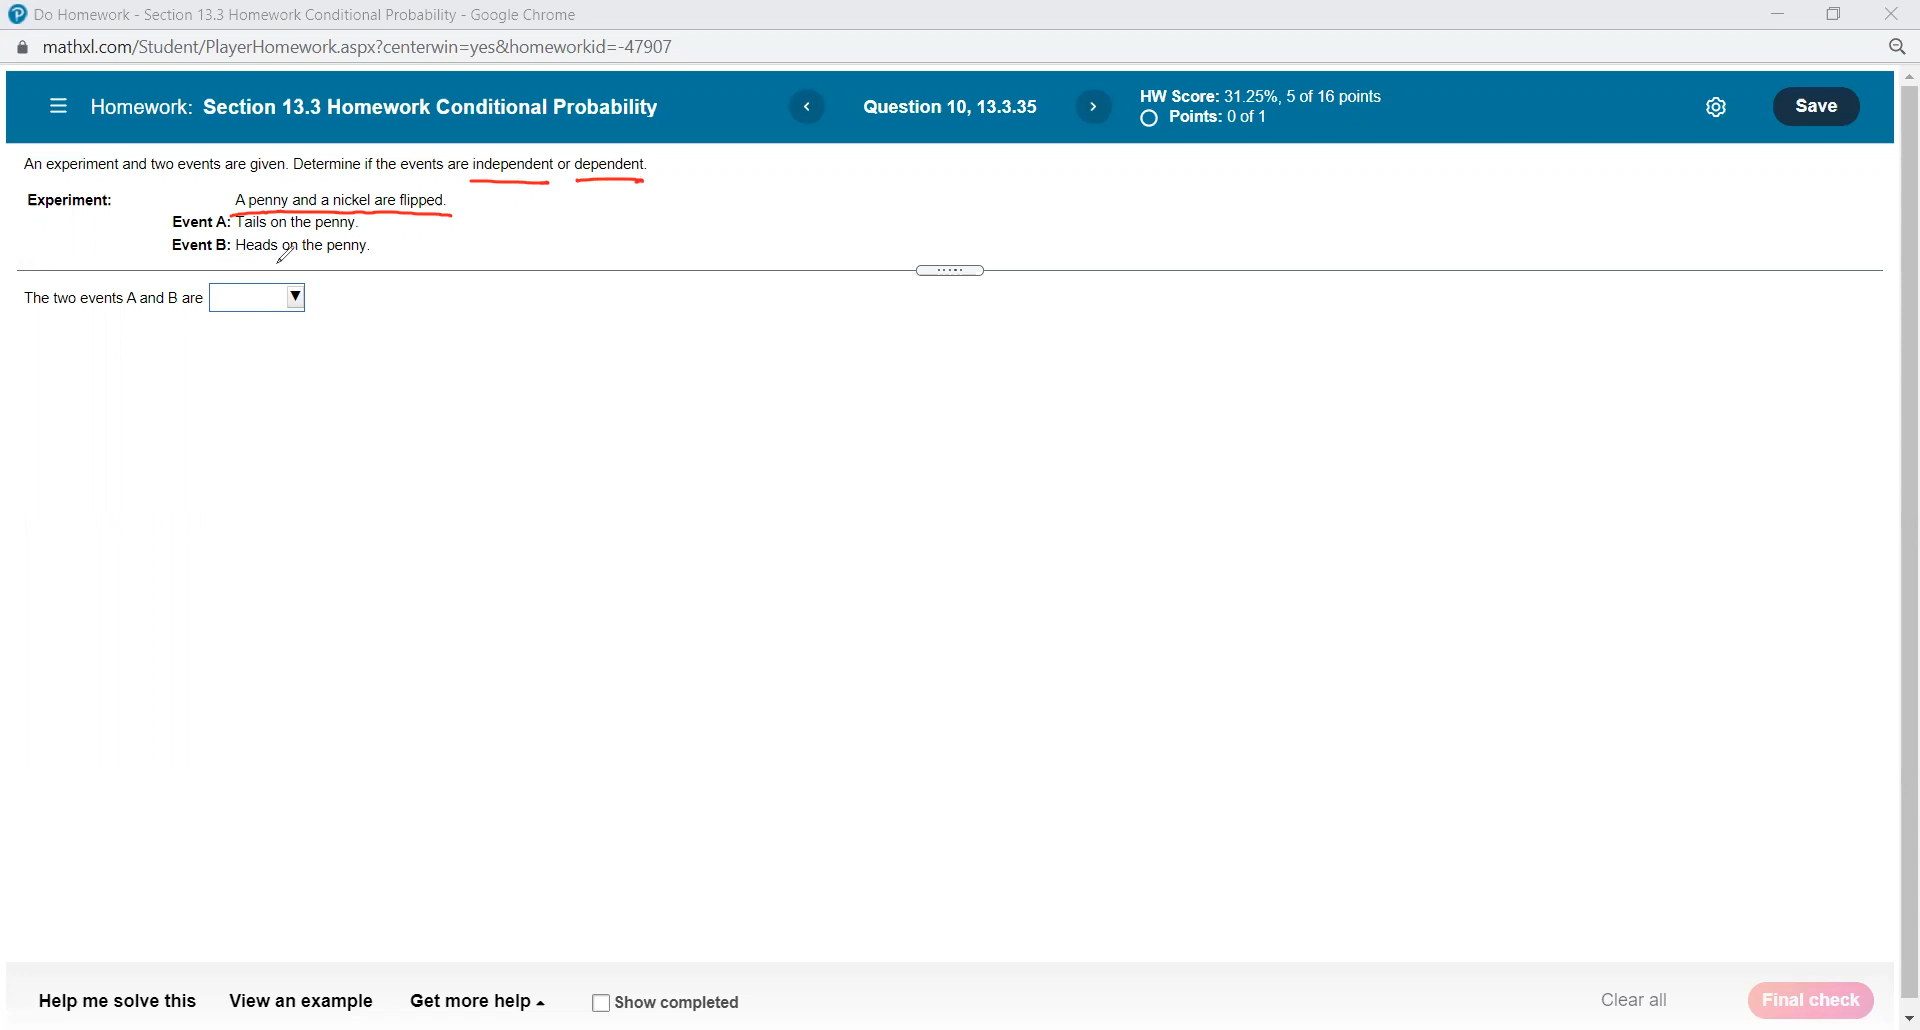 Do Homework - Section 13.3 Homework Conditional Probability - Google Chrome
mathxl.com/Student/PlayerHomework.aspx?centerwin=yes&homeworkid=-47907
Homework: Section 13.3 Homework Conditional Probability
Question 10, 13.3.35
HW Score: 31.25%, 5 of 16 points
Points: 0 of 1
Save
An experiment and two events are given. Determine if the events are independent or dependent.
Experiment: A penny and a nickel are flipped.
Event A: Tails on the penny.
Event B: Heads on the penny.
The two events A and B are
Help me solve this
View an example
Get more help
Show completed
Clear all
Final check